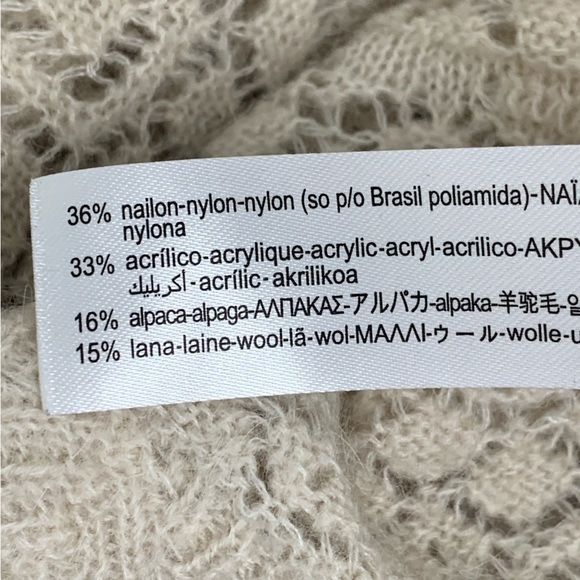 36% nailon-nylon-nylon (so p/o Brasil poliamida)-NAΪ
nylona
33% acrílico-acrylique-acrylic-acryl-acrilico-AKPY
أكريليك-acrílic-akrilikoa
16% alpaca-alpaga-ΑΛΠΑΚΑΣ-アルパカ-alpaka-羊驼毛-알
15% lana-laine-wool-lã-wol-ΜΑΛΛΙ-ウール-wolle-u